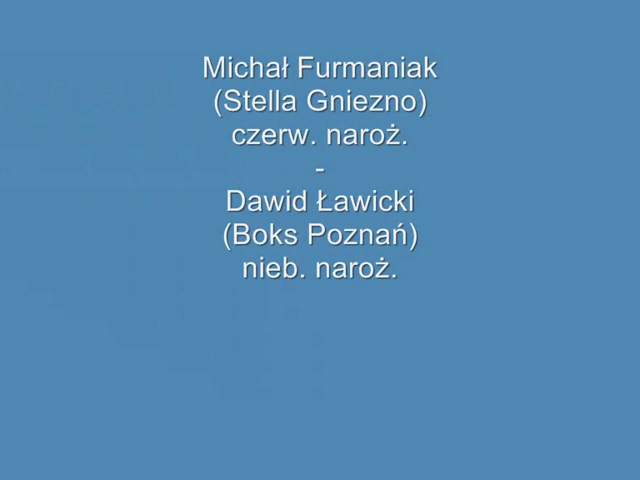 Michał Furmaniak
(Stella Gniezno)
czerw. naroż.
-
Dawid Ławicki
(Boks Poznań)
nieb. naroż.